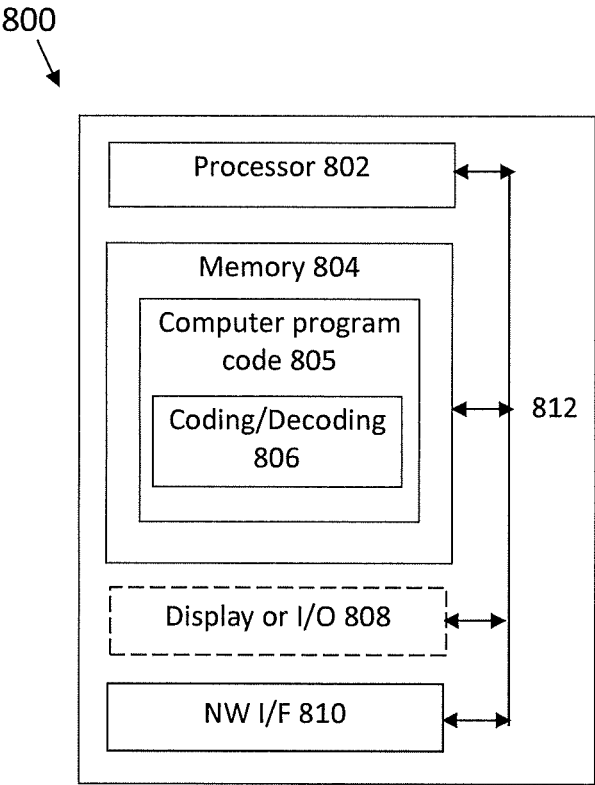 800
Processor 802
Memory 804
Computer program
code 805
Coding/Decoding
806
812
Display or I/O 808
NW I/F 810